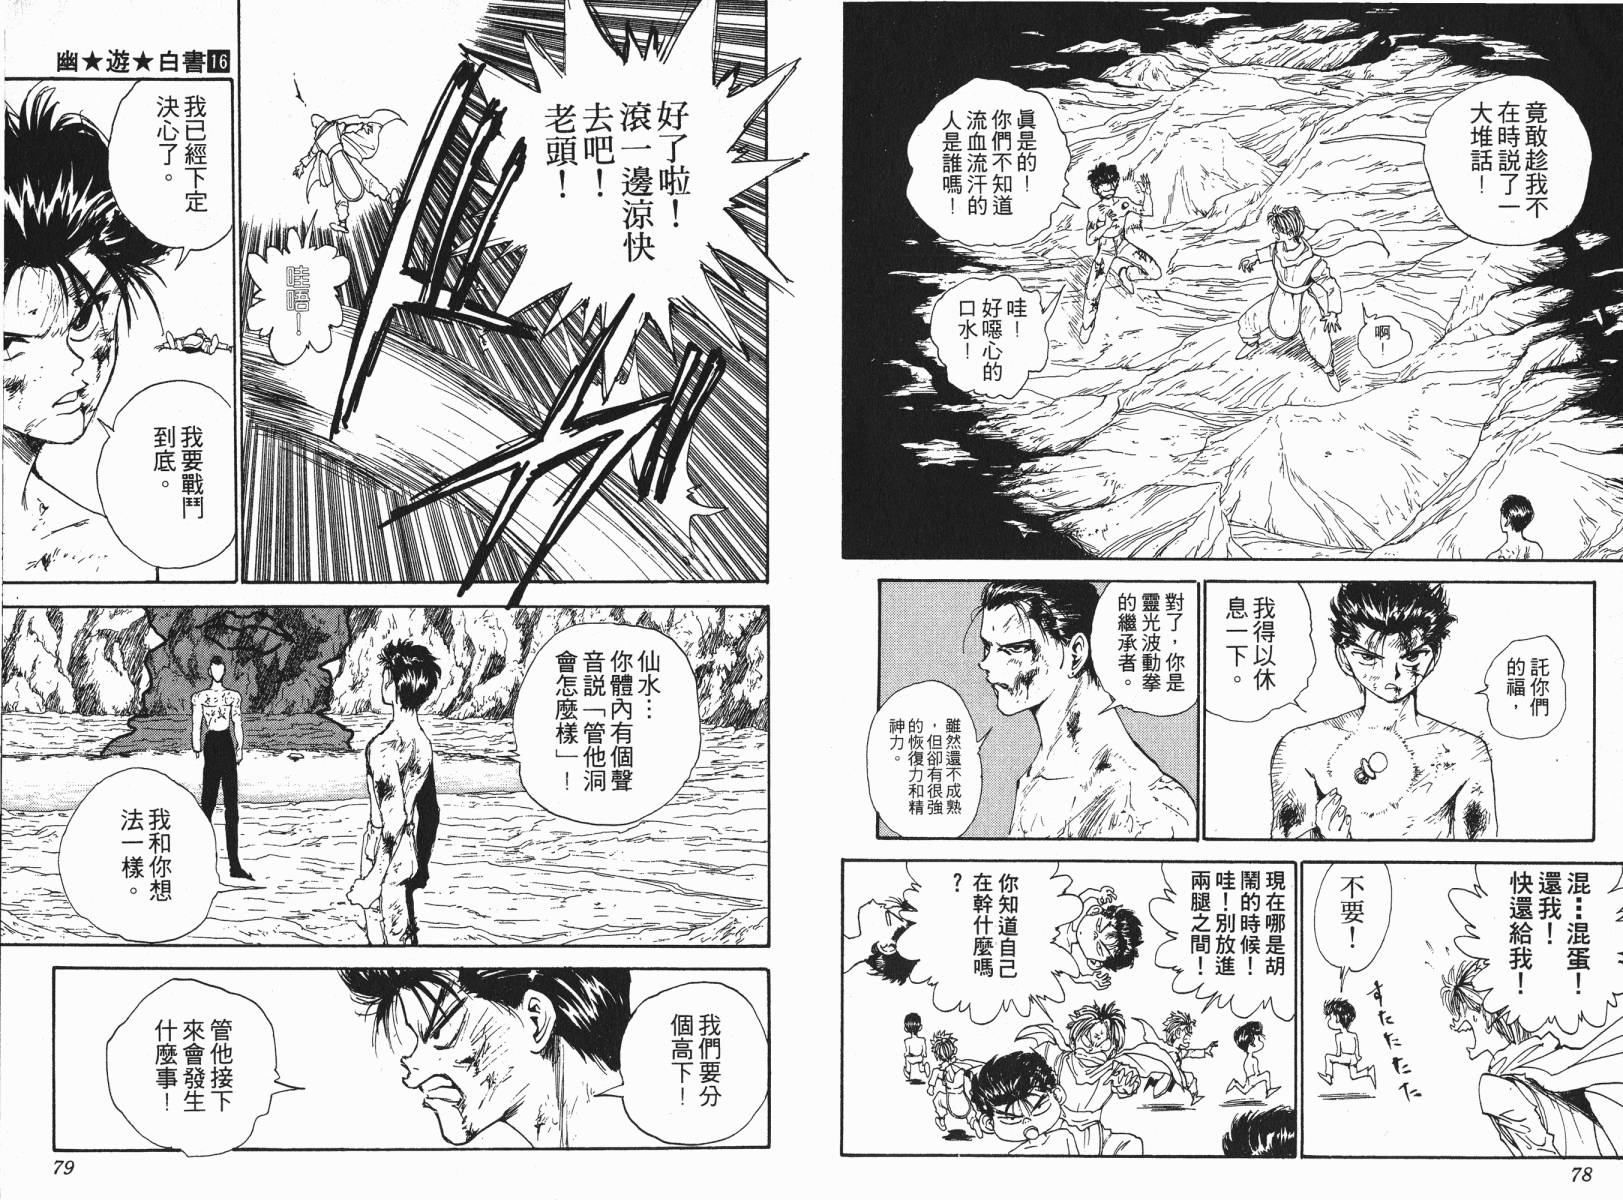 竟敢趁我不
在時說了一
大堆話！
真是的！
你們不知道
流血流汗的
人是誰嗎！
啊！
哇！
好噁心的
口水！
託你們
的福，
我得以休
息一下。
對了，你是
靈光波動拳
的繼承者。
雖然還不成熟
，但卻有很強
的恢復力和精
神力。
混……混蛋！
還我！
快還給我！
不要！
すたたたた
現在哪是胡
鬧的時候！
哇！別放進
兩腿之間！
你知道自己
在幹什麼嗎
？
78
幽★遊★白書16
好了啦！
滾一邊涼快
去吧！
老頭！
哇唔！
我已經下定
決心了。
我要戰鬥
到底。
仙水…
你體內有個聲
音說「管他洞
會怎麼樣」！
我和你想
法一樣。
我們要分
個高下！
管他接下
來會發生
什麼事！
79